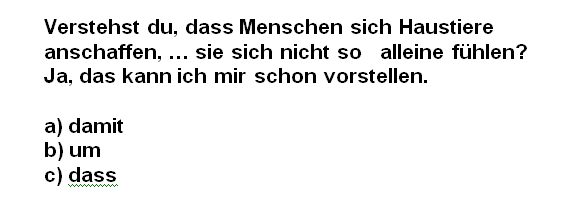 Verstehst du, dass Menschen sich Haustiere
anschaffen, … sie sich nicht so alleine fühlen?
Ja, das kann ich mir schon vorstellen.
a) damit
b) um
c) dass